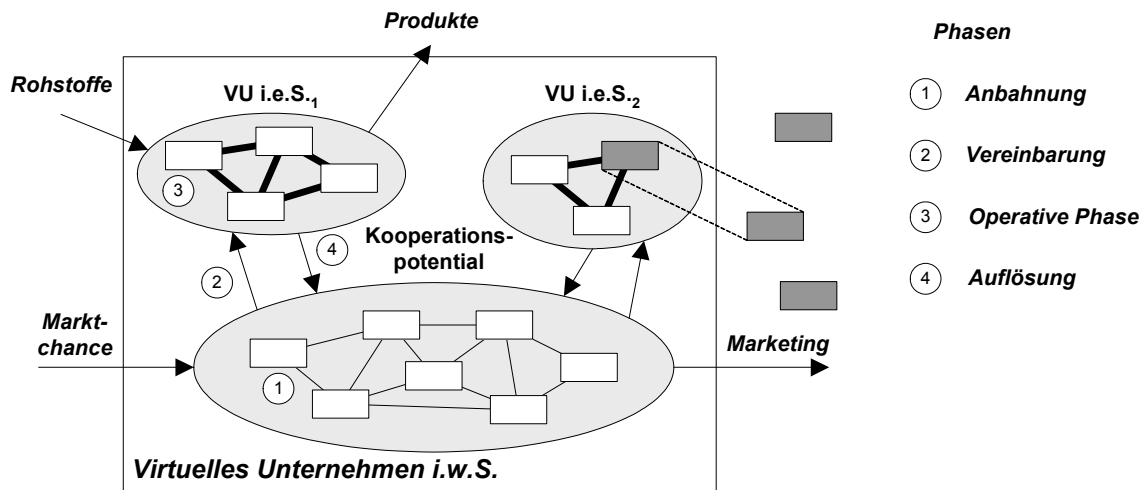 Produkte
Phasen
Rohstoffe
VU i.e.S.1
VU i.e.S.2
1 Anbahnung
2 Vereinbarung
3
3 Operative Phase
4
Kooperations-
potential
2
4 Auflösung
Markt-
chance
Marketing
1
Virtuelles Unternehmen i.w.S.